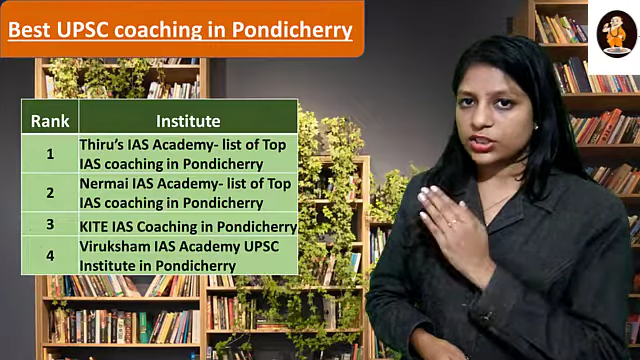 Best UPSC coaching in Pondicherry
Rank Institute
1 Thiru's IAS Academy- list of Top
IAS coaching in Pondicherry
2 Nermai IAS Academy- list of Top
IAS coaching in Pondicherry
3 KITE IAS Coaching in Pondicherry
4 Viruksham IAS Academy UPSC
Institute in Pondicherry